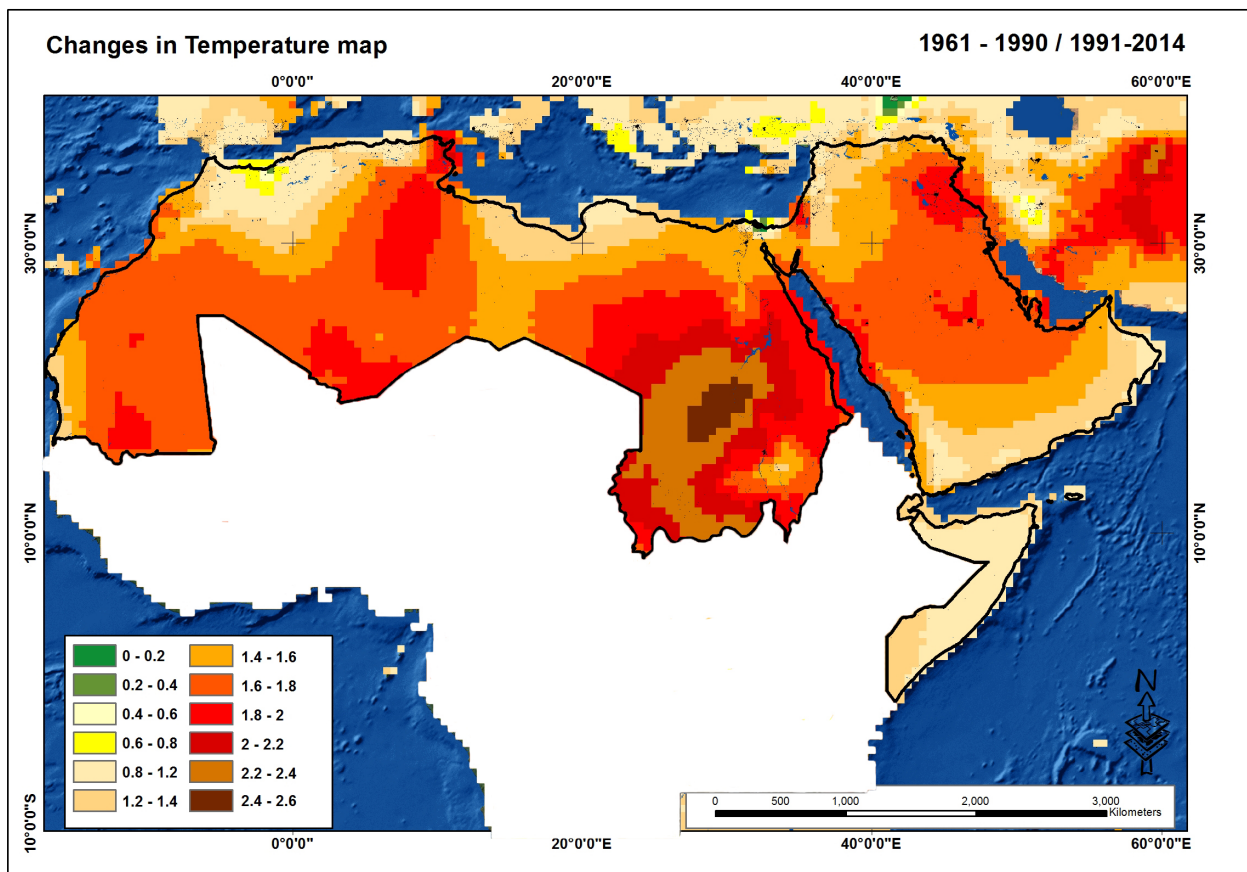 Changes in Temperature map
1961 - 1990 / 1991-2014
0°0'0"
20°0'0"E
40°0'0"E
60°0'0"E
30°0'0"N
30°0'0"N
10°0'0"N
10°0'0"N
10°0'0"S
0 - 0.2
0.2 - 0.4
0.4 - 0.6
0.6 - 0.8
0.8 - 1.2
1.2 - 1.4
1.4 - 1.6
1.6 - 1.8
1.8 - 2
2 - 2.2
2.2 - 2.4
2.4 - 2.6
N
0 500 1,000 2,000 3,000
Kilometers
0°0'0"
20°0'0"E
40°0'0"E
60°0'0"E